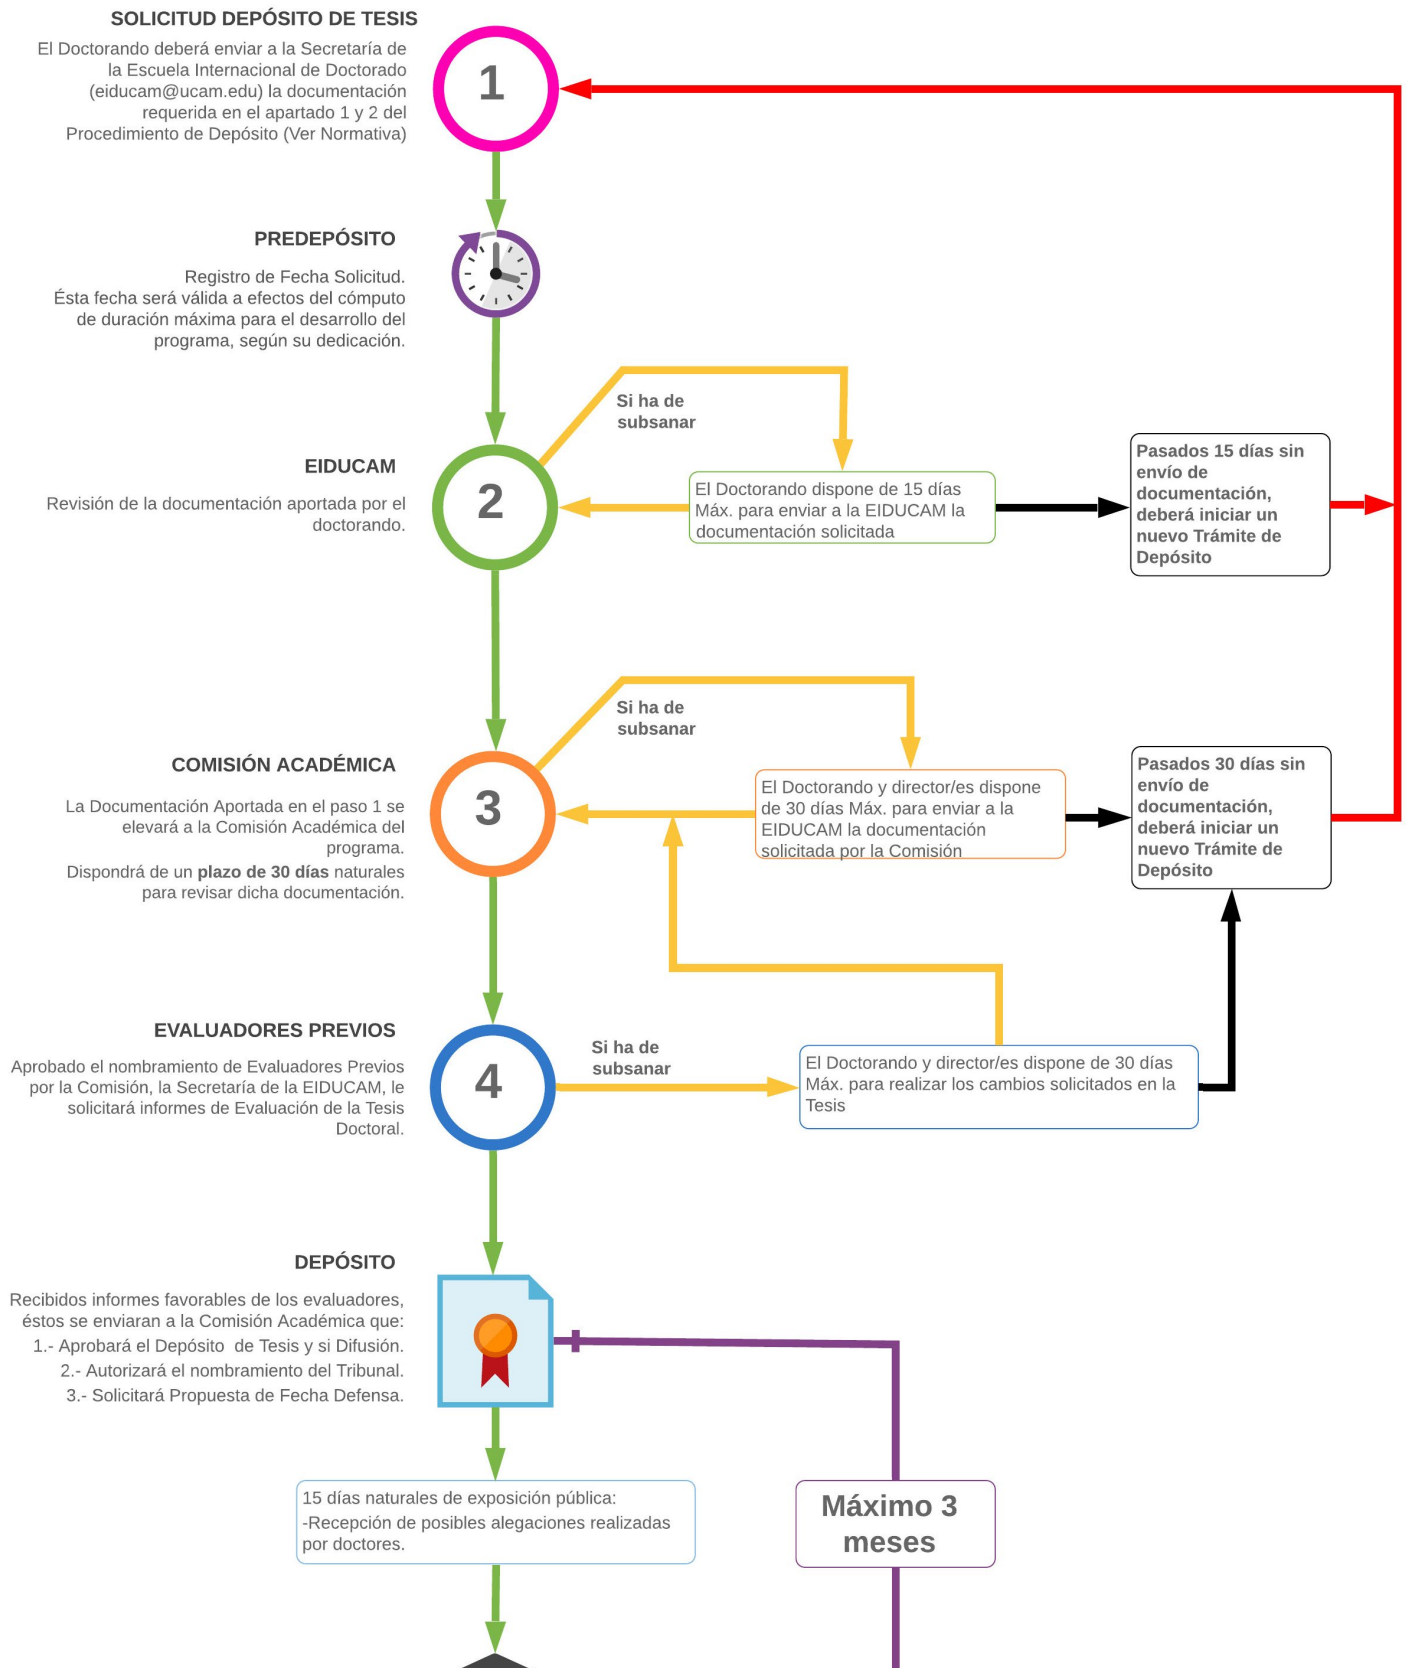 SOLICITUD DEPÓSITO DE TESIS
El Doctorando deberá enviar a la Secretaría de
la Escuela Internacional de Doctorado
(eiducam@ucam.edu) la documentación
requerida en el apartado 1 y 2 del
Procedimiento de Depósito (Ver Normativa)
1
PREDEPÓSITO
Registro de Fecha Solicitud.
Ésta fecha será válida a efectos del cómputo
de duración máxima para el desarrollo del
programa, según su dedicación.
Si ha de
subsanar
EIDUCAM
Revisión de la documentación aportada por el
doctorando.
2
El Doctorando dispone de 15 días
Máx. para enviar a la EIDUCAM la
documentación solicitada
Pasados 15 días sin
envío de
documentación,
deberá iniciar un
nuevo Trámite de
Depósito
Si ha de
subsanar
COMISIÓN ACADÉMICA
La Documentación Aportada en el paso 1 se
elevará a la Comisión Académica del
programa.
Dispondrá de un plazo de 30 días naturales
para revisar dicha documentación.
3
El Doctorando y director/es dispone
de 30 días Máx. para enviar a la
EIDUCAM la documentación
solicitada por la Comisión
Pasados 30 días sin
envío de
documentación,
deberá iniciar un
nuevo Trámite de
Depósito
EVALUADORES PREVIOS
Aprobado el nombramiento de Evaluadores Previos
por la Comisión, la Secretaría de la EIDUCAM, le
solicitará informes de Evaluación de la Tesis
Doctoral.
4
Si ha de
subsanar
El Doctorando y director/es dispone de 30 días
Máx. para realizar los cambios solicitados en la
Tesis
DEPÓSITO
Recibidos informes favorables de los evaluadores,
éstos se enviaran a la Comisión Académica que:
1.- Aprobará el Depósito de Tesis y si Difusión.
2.- Autorizará el nombramiento del Tribunal.
3.- Solicitará Propuesta de Fecha Defensa.
15 días naturales de exposición pública:
-Recepción de posibles alegaciones realizadas
por doctores.
Máximo 3
meses